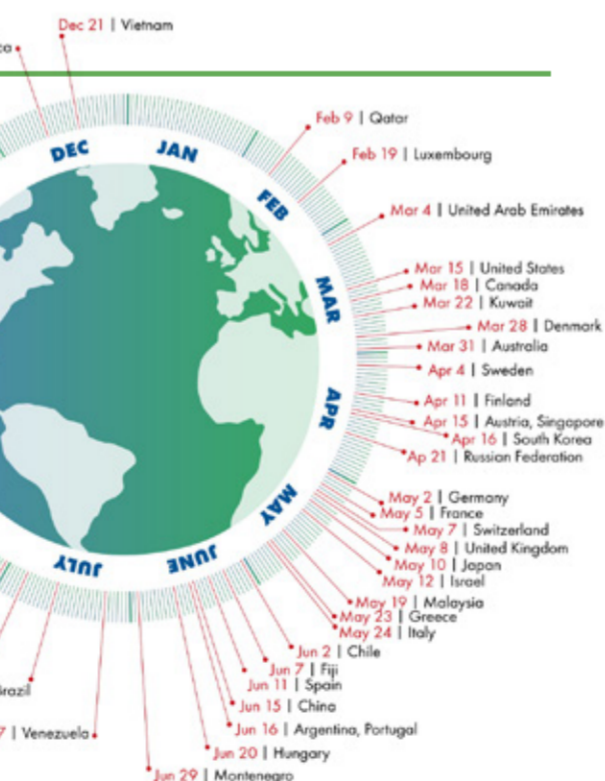 Dec 21 | Vietnam
DEC
JAN
FEB
MAR
APR
MAY
JUNE
JULY
Feb 9 | Qatar
Feb 19 | Luxembourg
Mar 4 | United Arab Emirates
Mar 15 | United States
Mar 18 | Canada
Mar 22 | Kuwait
Mar 28 | Denmark
Mar 31 | Australia
Apr 4 | Sweden
Apr 11 | Finland
Apr 15 | Austria, Singapore
Apr 16 | South Korea
Ap 21 | Russian Federation
May 2 | Germany
May 5 | France
May 7 | Switzerland
May 8 | United Kingdom
May 10 | Japan
May 12 | Israel
May 19 | Malaysia
May 23 | Greece
May 24 | Italy
Jun 2 | Chile
Jun 7 | Fiji
Jun 11 | Spain
Jun 15 | China
Jun 16 | Argentina, Portugal
Jun 20 | Hungary
Jun 29 | Montenegro
7 | Venezuela